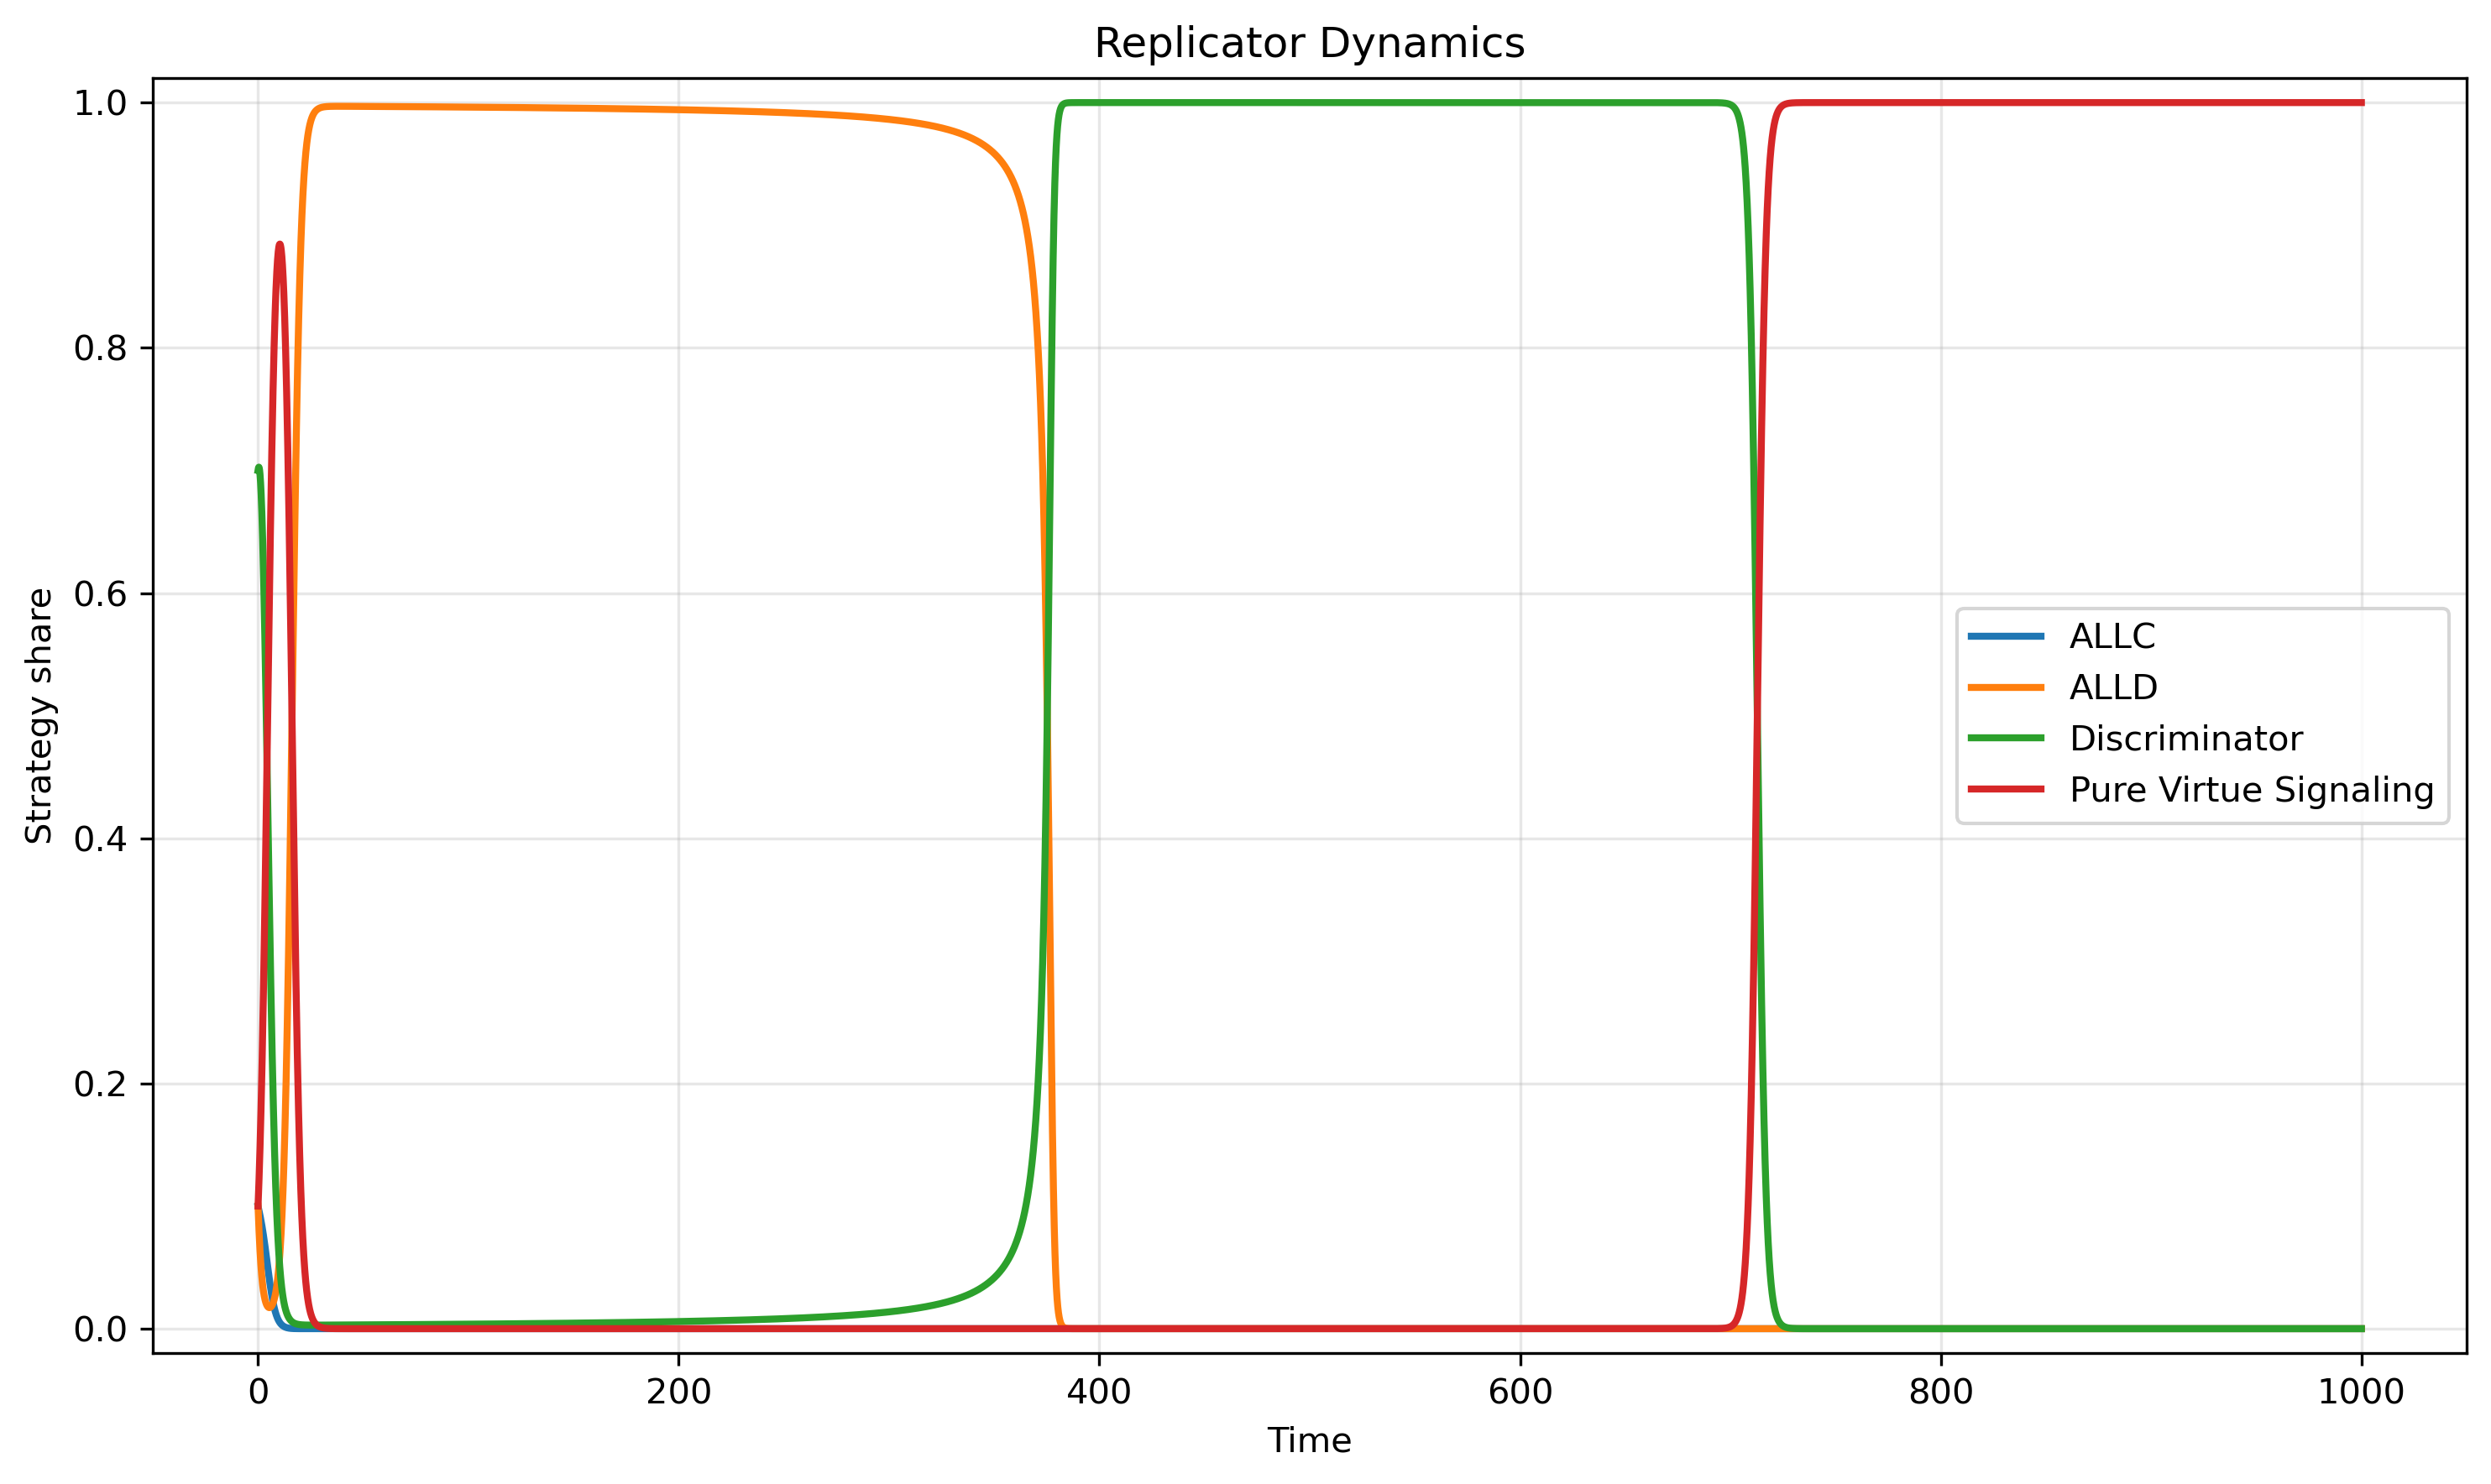 Replicator Dynamics
1.0
0.8
0.6
0.4
0.2
0.0
Strategy share
ALLC
ALLD
Discriminator
Pure Virtue Signaling
0 200 400 600 800 1000
Time